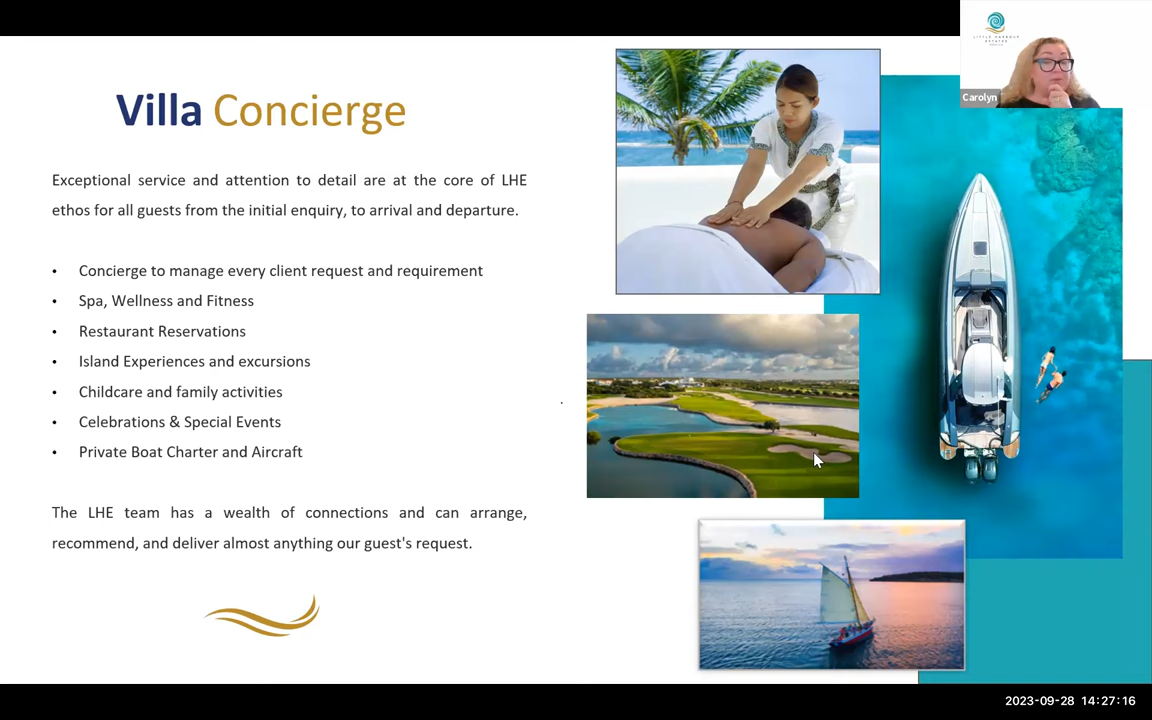 LITTLE HARBOUR
ESTATES
Carolyn
Villa Concierge
Exceptional service and attention to detail are at the core of LHE
ethos for all guests from the initial enquiry, to arrival and departure.
• Concierge to manage every client request and requirement
• Spa, Wellness and Fitness
• Restaurant Reservations
• Island Experiences and excursions
• Childcare and family activities
• Celebrations & Special Events
• Private Boat Charter and Aircraft
The LHE team has a wealth of connections and can arrange,
recommend, and deliver almost anything our guest's request.
2023-09-28 14:27:16